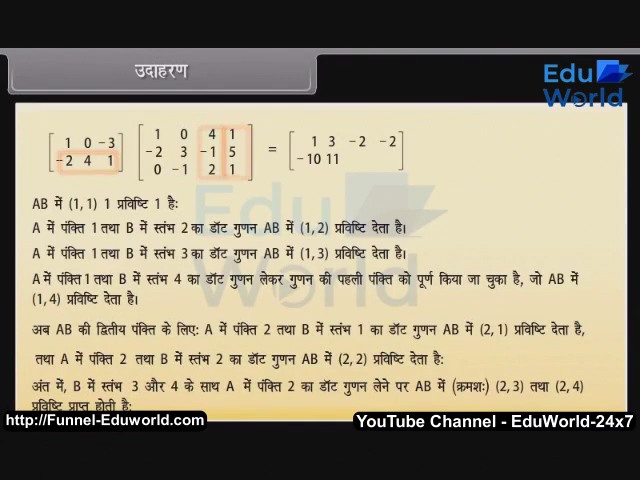 उदाहरण
Edu
World
1 0 -3
-2 4 1
1 0 4 1
-2 3 -1 5
0 -1 2 1
=
1 3 -2 -2
-10 11
AB में (1,1) 1 प्रविष्टि 1 हैः
A में पंक्ति 1 तथा B में स्तंभ 2 का डॉट गुणन AB में (1,2) प्रविष्टि देता है।
A में पंक्ति 1 तथा B में स्तंभ 3 का डॉट गुणन AB में (1,3) प्रविष्टि देता है।
A में पंक्ति 1 तथा B में स्तंभ 4 का डॉट गुणन लेकर गुणन की पहली पंक्ति को पूर्ण किया जा चुका है, जो AB में
(1,4) प्रविष्टि देता है।
अब AB की द्वितीय पंक्ति के लिएः A में पंक्ति 2 तथा B में स्तंभ 1 का डॉट गुणन AB में (2,1) प्रविष्टि देता है,
तथा A में पंक्ति 2 तथा B में स्तंभ 2 का डॉट गुणन AB में (2,2) प्रविष्टि देता हैः
अंत में, B में स्तंभ 3 और 4 के साथ A में पंक्ति 2 का डॉट गुणन लेने पर AB में (क्रमशः) (2,3) तथा (2,4)
प्रविष्टि प्राप्त होती हैः
Edu
World
http://Funnel-Eduworld.com
YouTube Channel - EduWorld-24x7